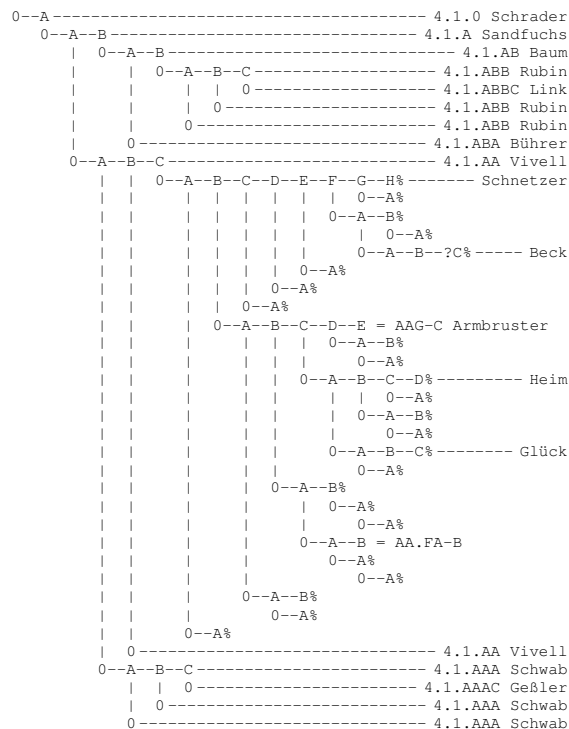 0--A---------------------------------------- 4.1.0 Schrader
   0--A--B--------------------------------- 4.1.A Sandfuchs
      |  0--A--B------------------------------- 4.1.AB Baum
      |     |  0--A--B--C-------------------- 4.1.ABB Rubin
      |     |     |  |  0-------------------- 4.1.ABBC Link
      |     |     |  0----------------------- 4.1.ABB Rubin
      |     |     0-------------------------- 4.1.ABB Rubin
      |     0------------------------------- 4.1.ABA Bührer
      0--A--B--C----------------------------- 4.1.AA Vivell
         |  |  0--A--B--C--D--E--F--G--H%------- Schnetzer
         |  |     |  |  |  |  |  |  0--A%
         |  |     |  |  |  |  |  0--A--B%
         |  |     |  |  |  |  |     |  0--A%
         |  |     |  |  |  |  |     0--A--B--?C%----- Beck
         |  |     |  |  |  |  0--A%
         |  |     |  |  |  0--A%
         |  |     |  |  0--A%
         |  |     |  0--A--B--C--D--E = AAG-C Armbruster
         |  |     |     |  |  |  0--A--B%
         |  |     |     |  |  |     0--A%
         |  |     |     |  |  0--A--B--C--D%--------- Heim
         |  |     |     |  |     |  |  0--A%
         |  |     |     |  |     |  0--A--B%
         |  |     |     |  |     |     0--A%
         |  |     |     |  |     0--A--B--C%-------- Glück
         |  |     |     |  |        0--A%
         |  |     |     |  0--A--B%
         |  |     |     |     |  0--A%
         |  |     |     |     |     0--A%
         |  |     |     |     0--A--B = AA.FA-B
         |  |     |     |        0--A%
         |  |     |     |           0--A%
         |  |     |     0--A--B%
         |  |     |        0--A%
         |  |     0--A%
         |  0-------------------------------- 4.1.AA Vivell
         0--A--B--C------------------------- 4.1.AAA Schwab
            |  |  0------------------------ 4.1.AAAC Geßler
            |  0---------------------------- 4.1.AAA Schwab
            0------------------------------- 4.1.AAA Schwab